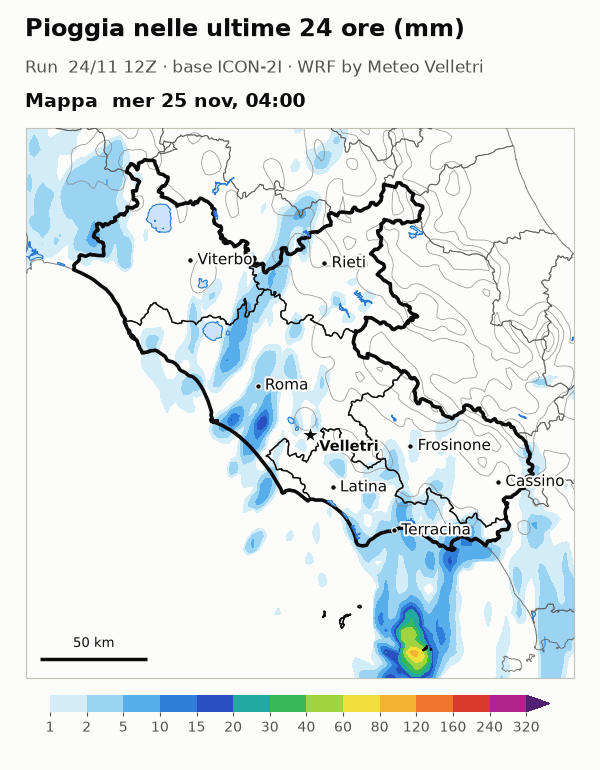 Pioggia nelle ultime 24 ore (mm)
Run  24/11 12Z · base ICON-2I · WRF by Meteo Velletri
Mappa  mer 25 nov, 04:00
Viterbo
Rieti
Roma
Velletri
Frosinone
Latina
Cassino
Terracina
50 km
1 2 5 10 15 20 30 40 60 80 120 160 240 320